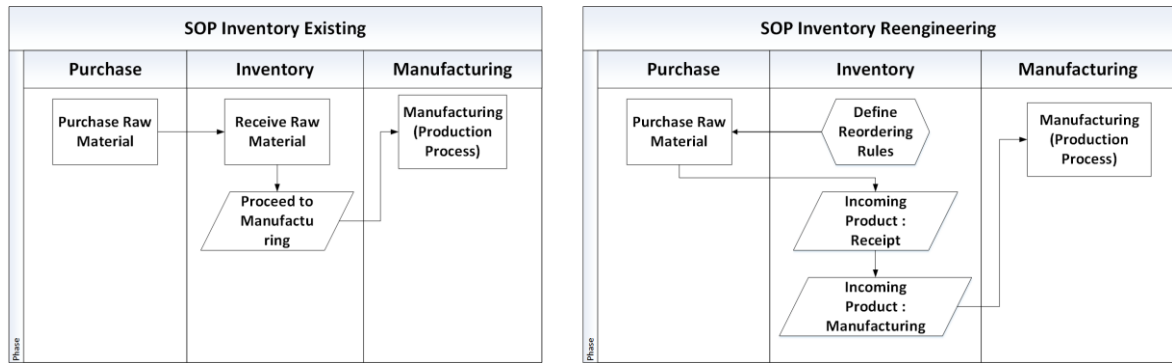 SOP Inventory Existing
Purchase
Inventory
Manufacturing
Purchase Raw
Material
Receive Raw
Material
Manufacturing
(Production
Process)
Proceed to
Manufactu
ring
Phase
SOP Inventory Reengineering
Purchase
Inventory
Manufacturing
Purchase Raw
Material
Define
Reordering
Rules
Manufacturing
(Production
Process)
Incoming
Product :
Receipt
Incoming
Product :
Manufacturing
Phase